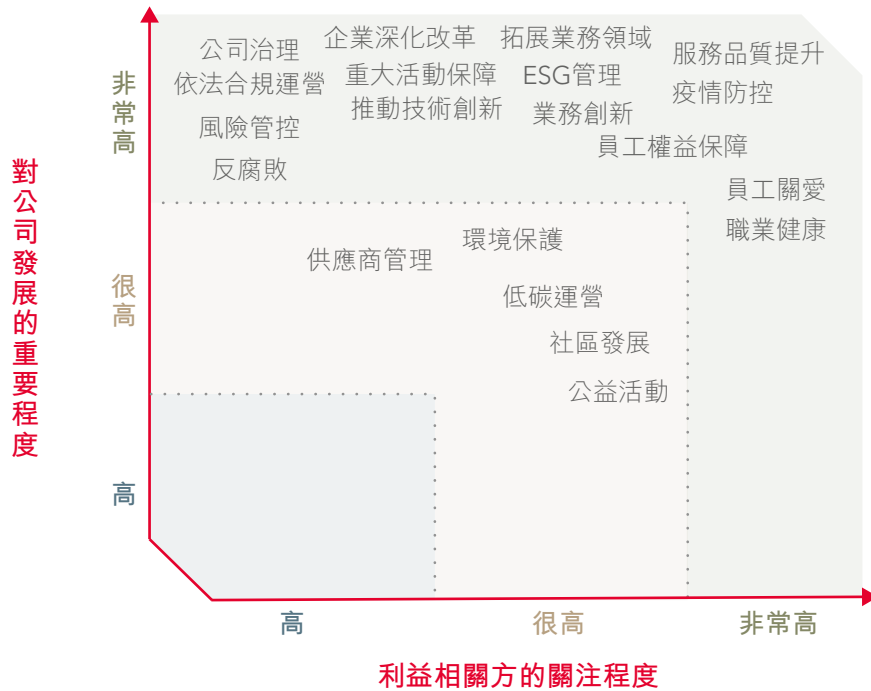 對公司發展的重要程度
非常高
很高
高
公司治理
依法合規運營
風險管控
反腐敗
企業深化改革
重大活動保障
推動技術創新
拓展業務領域
ESG管理
業務創新
服務品質提升
疫情防控
員工權益保障
員工關愛
職業健康
供應商管理
環境保護
低碳運營
社區發展
公益活動
高
很高
非常高
利益相關方的關注程度